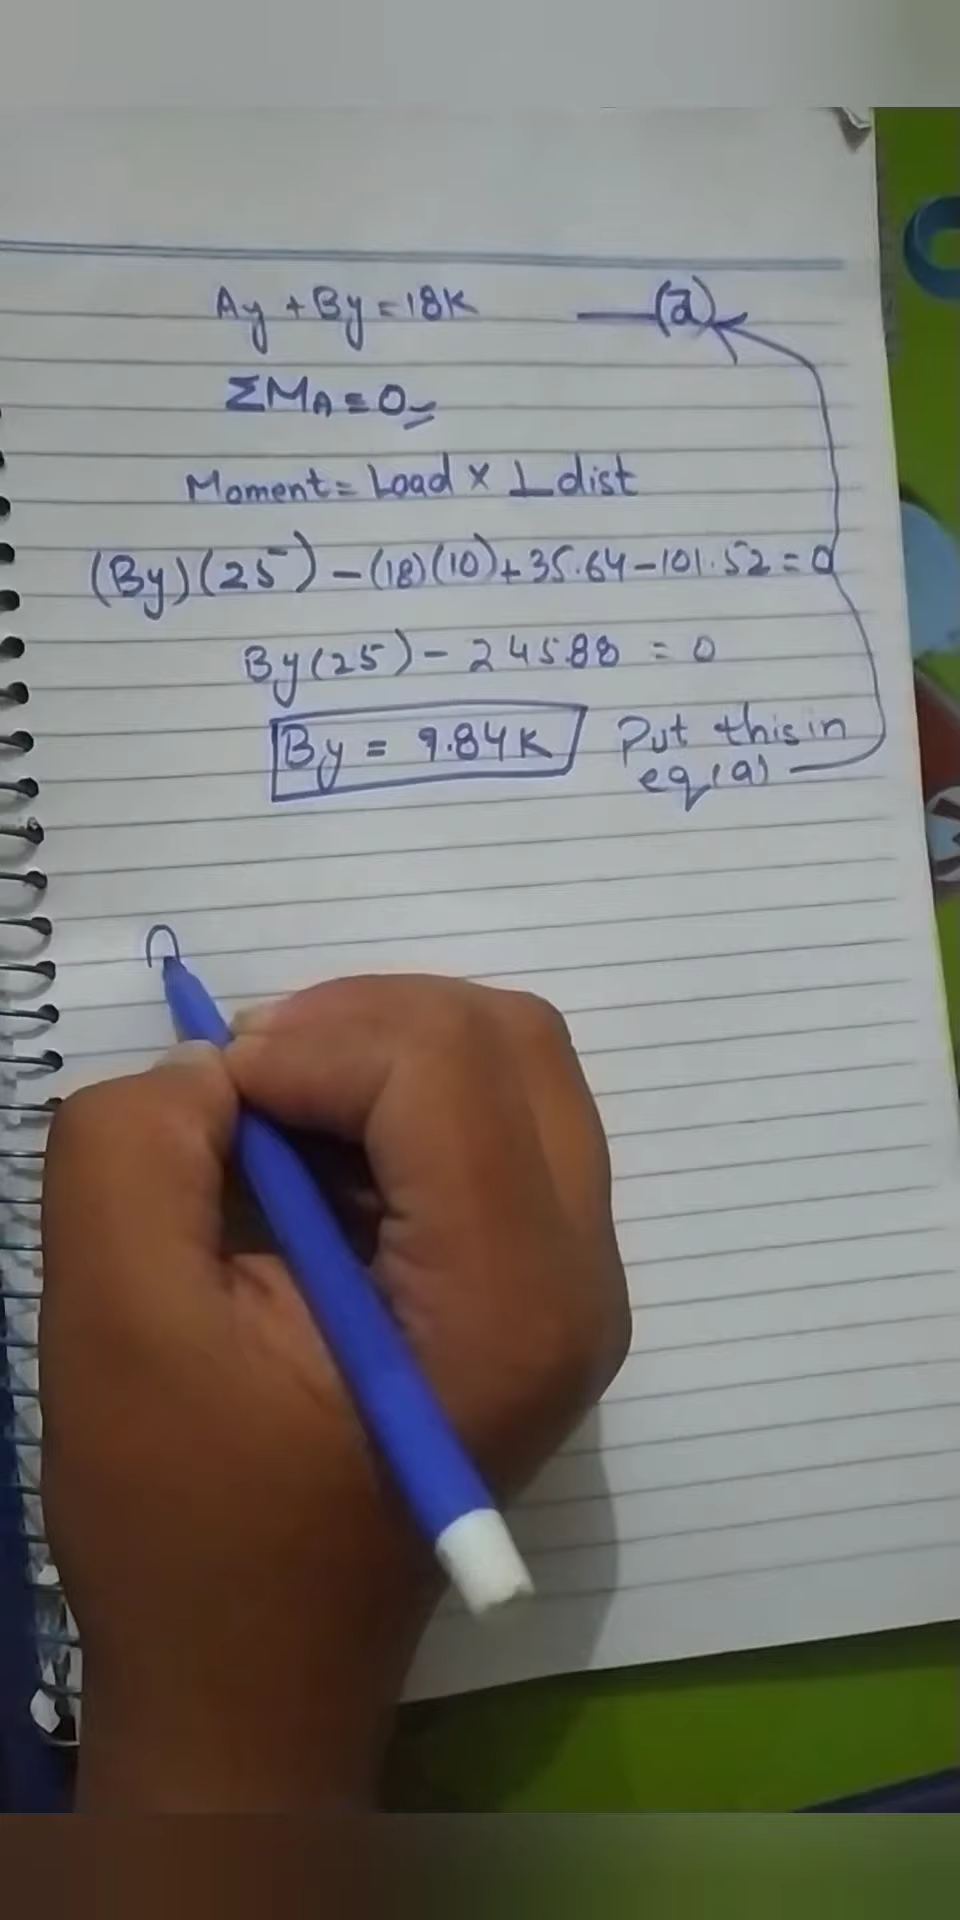 Ay + By = 18K ——(a)
ΣMA = 0
Moment = Load × ⊥ dist
(By)(25) − (18)(10) + 35.64 − 101.52 = 0
By(25) − 245.88 = 0
By = 9.84K Put this in
eq(a)